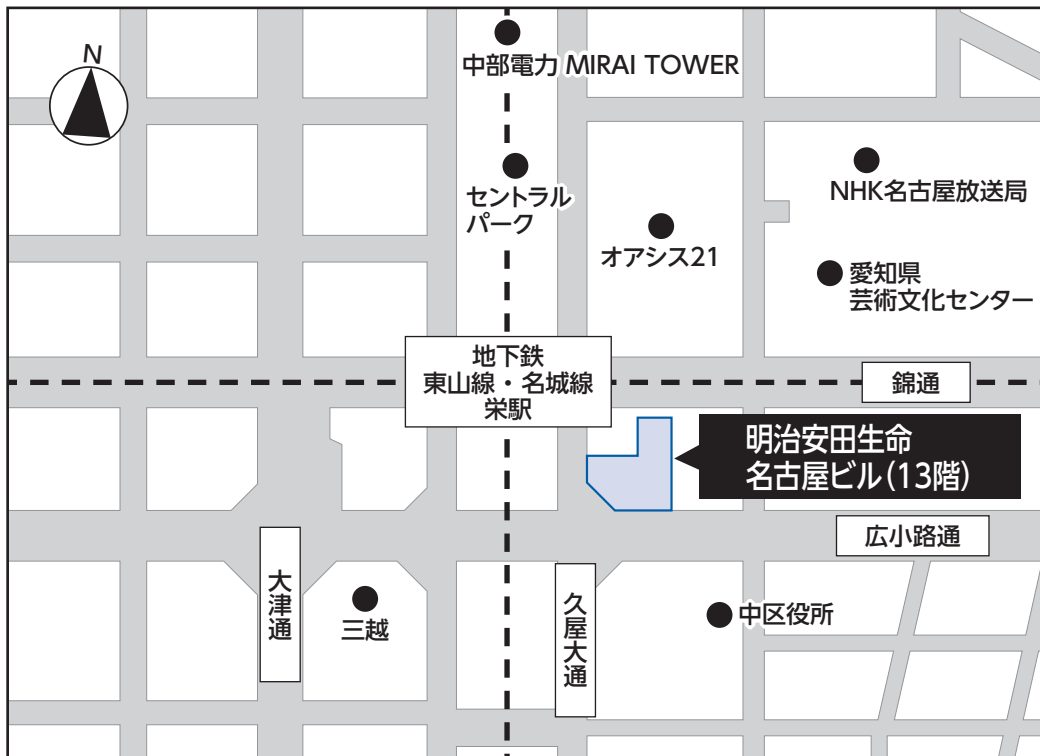 N
中部電力 MIRAI TOWER
セントラル
パーク
NHK名古屋放送局
オアシス21
愛知県
芸術文化センター
地下鉄
東山線・名城線
栄駅
錦通
明治安田生命
名古屋ビル(13階)
広小路通
大津通
三越
久屋大通
中区役所